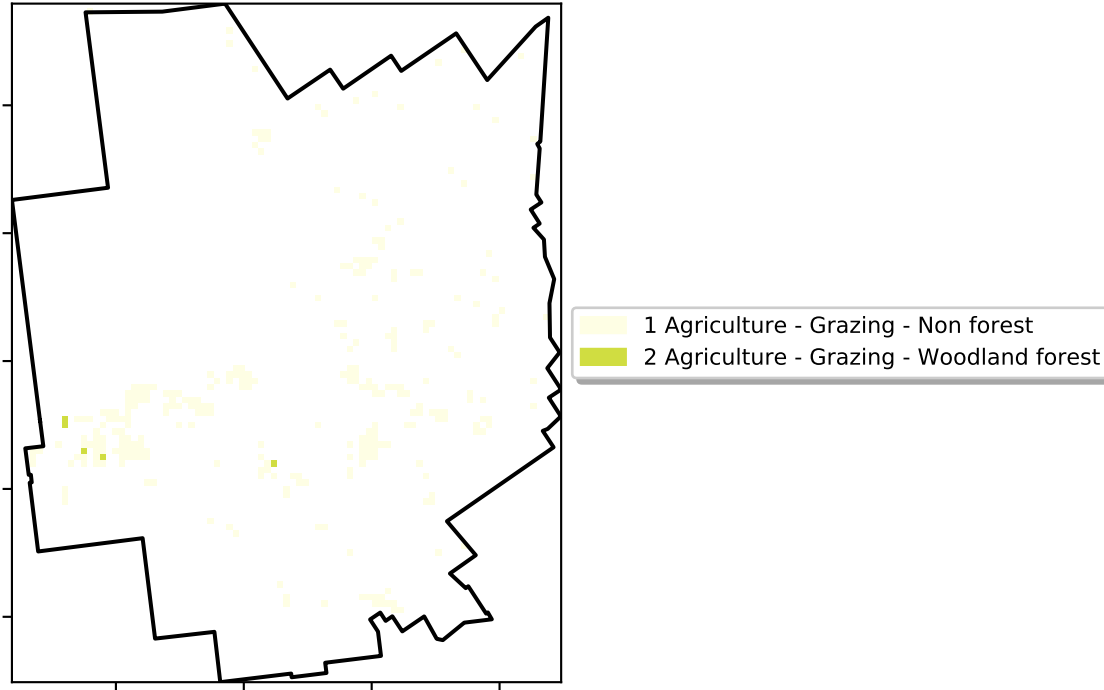 1 Agriculture - Grazing - Non forest
2 Agriculture - Grazing - Woodland forest